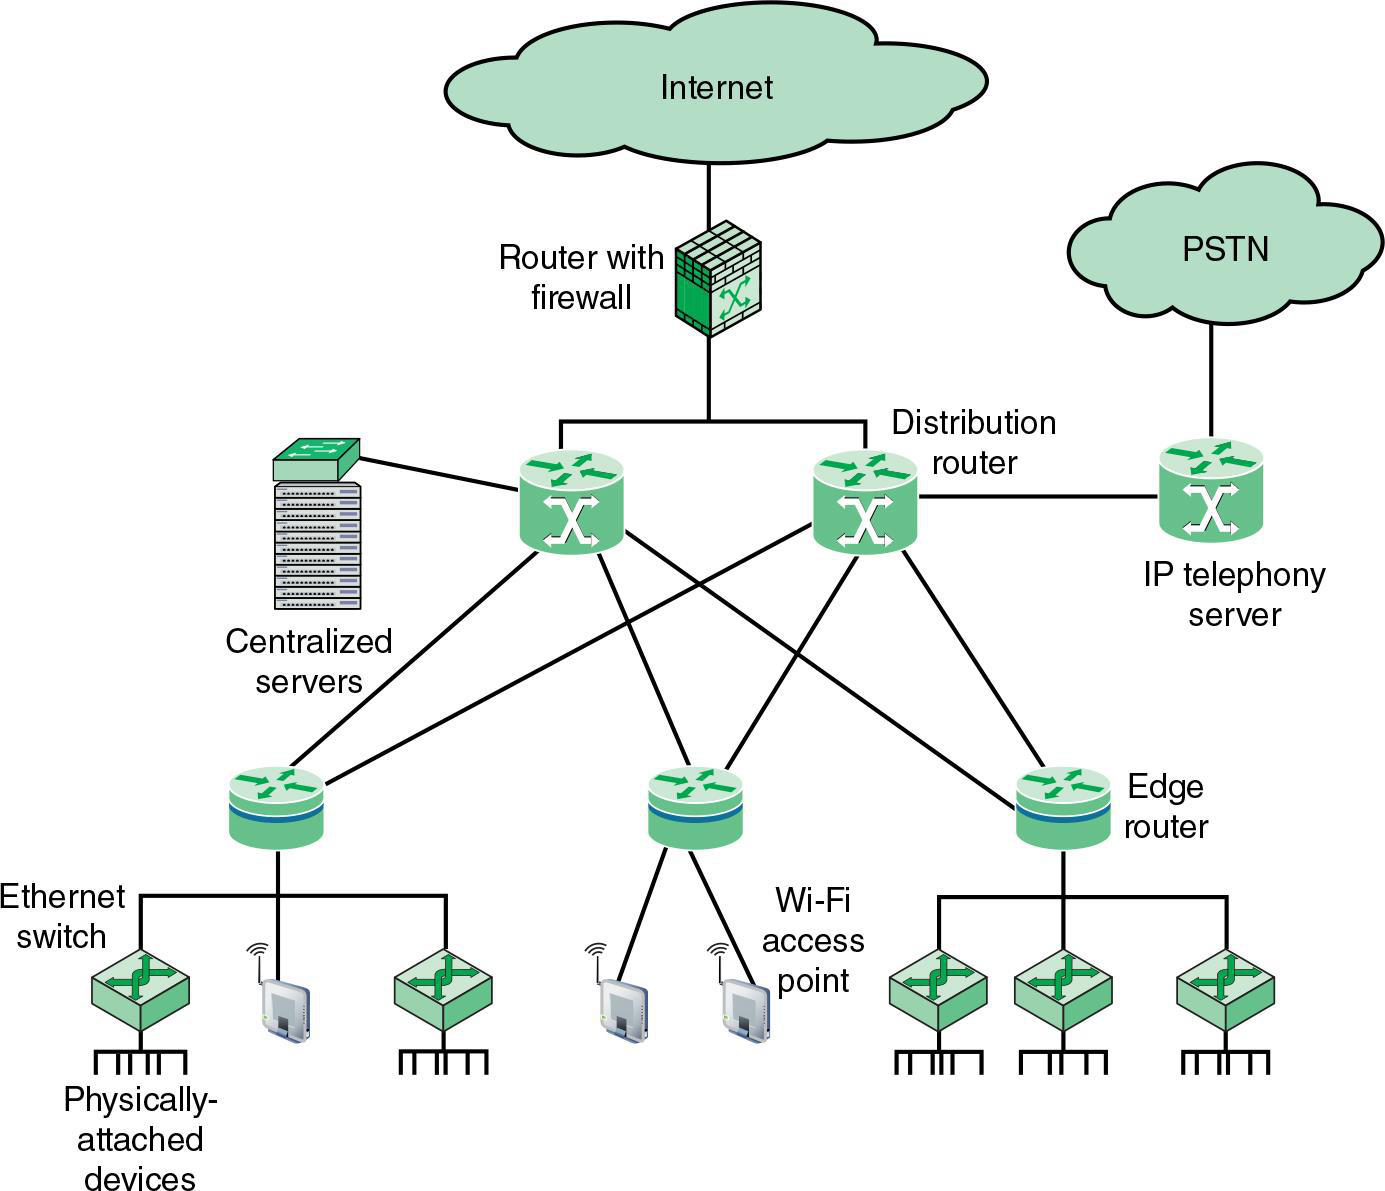 Internet
PSTN
Router with
firewall
Distribution
router
IP telephony
server
Centralized
servers
Edge
router
Ethernet
switch
Wi-Fi
access
point
Physically-
attached
devices